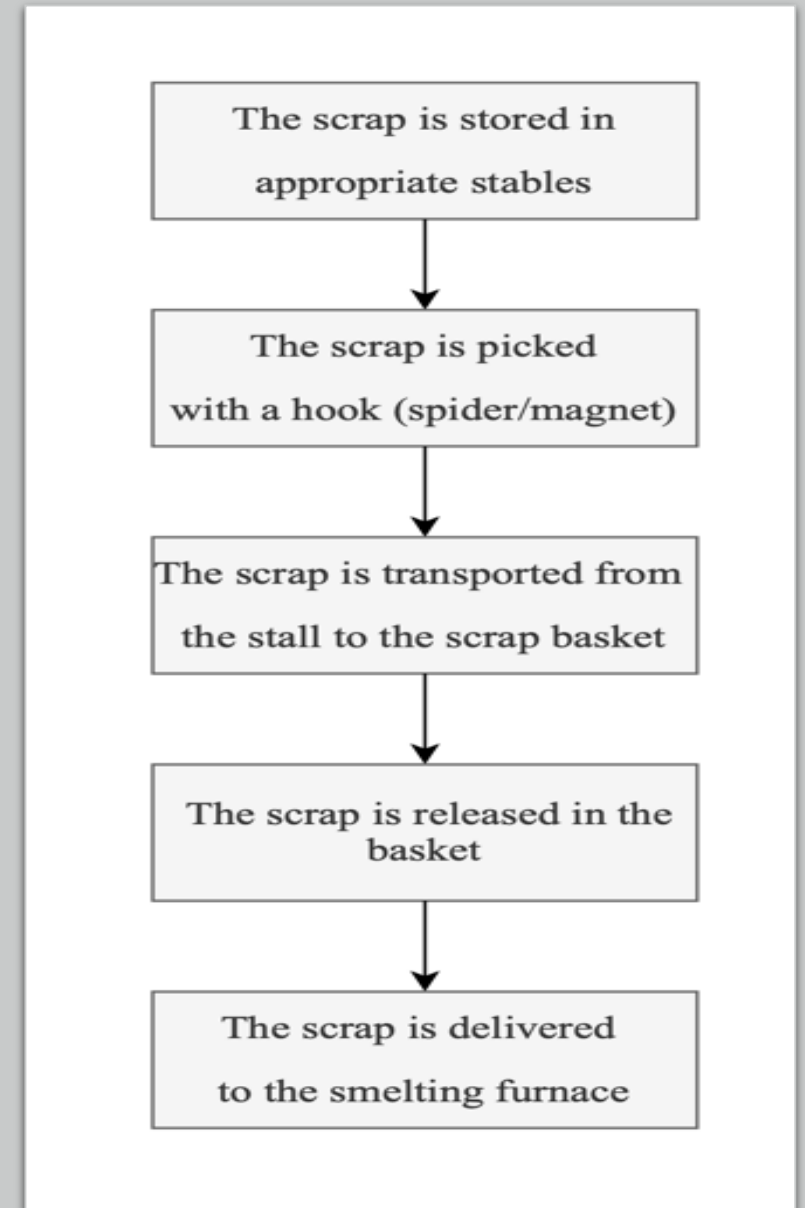 The scrap is stored in
appropriate stables
The scrap is picked
with a hook (spider/magnet)
The scrap is transported from
the stall to the scrap basket
The scrap is released in the
basket
The scrap is delivered
to the smelting furnace